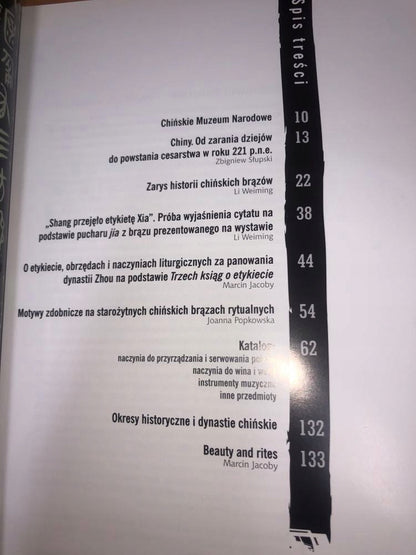 Spis treści
Chińskie Muzeum Narodowe 10
Chiny. Od zarania dziejów 13
do powstania cesarstwa w roku 221 p.n.e.
Zbigniew Słupski
Zarys historii chińskich brązów 22
Li Weiming
„Shang przejęło etykietę Xia”. Próba wyjaśnienia cytatu na 38
podstawie pucharu jia z brązu prezentowanego na wystawie
Li Weiming
O etykiecie, obrzędach i naczyniach liturgicznych za panowania 44
dynastii Zhou na podstawie Trzech ksiąg o etykiecie
Marcin Jacoby
Motywy zdobnicze na starożytnych chińskich brązach rytualnych 54
Joanna Popkowska
Katalog 62
naczynia do przyrządzania i serwowania
naczynia do wina i
instrumenty muzyczne
inne przedmioty
Okresy historyczne i dynastie chińskie 132
Beauty and rites 133
Marcin Jacoby